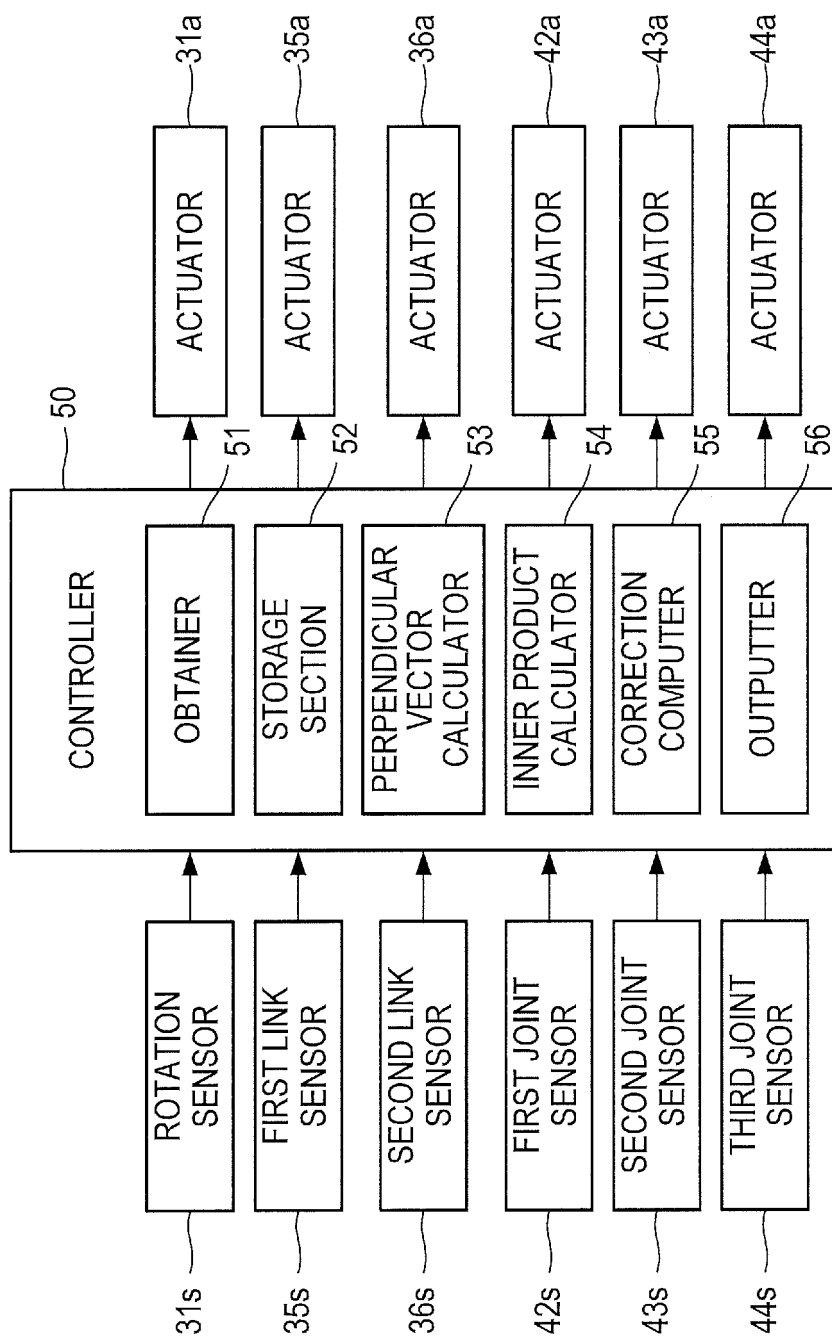 50
CONTROLLER
31s
ROTATION
SENSOR
OBTAINER
51
ACTUATOR
31a
35s
FIRST LINK
SENSOR
STORAGE
SECTION
52
ACTUATOR
35a
36s
SECOND LINK
SENSOR
PERPENDICULAR
VECTOR
CALCULATOR
53
ACTUATOR
36a
42s
FIRST JOINT
SENSOR
INNER PRODUCT
CALCULATOR
54
ACTUATOR
42a
43s
SECOND JOINT
SENSOR
CORRECTION
COMPUTER
55
ACTUATOR
43a
44s
THIRD JOINT
SENSOR
OUTPUTTER
56
ACTUATOR
44a